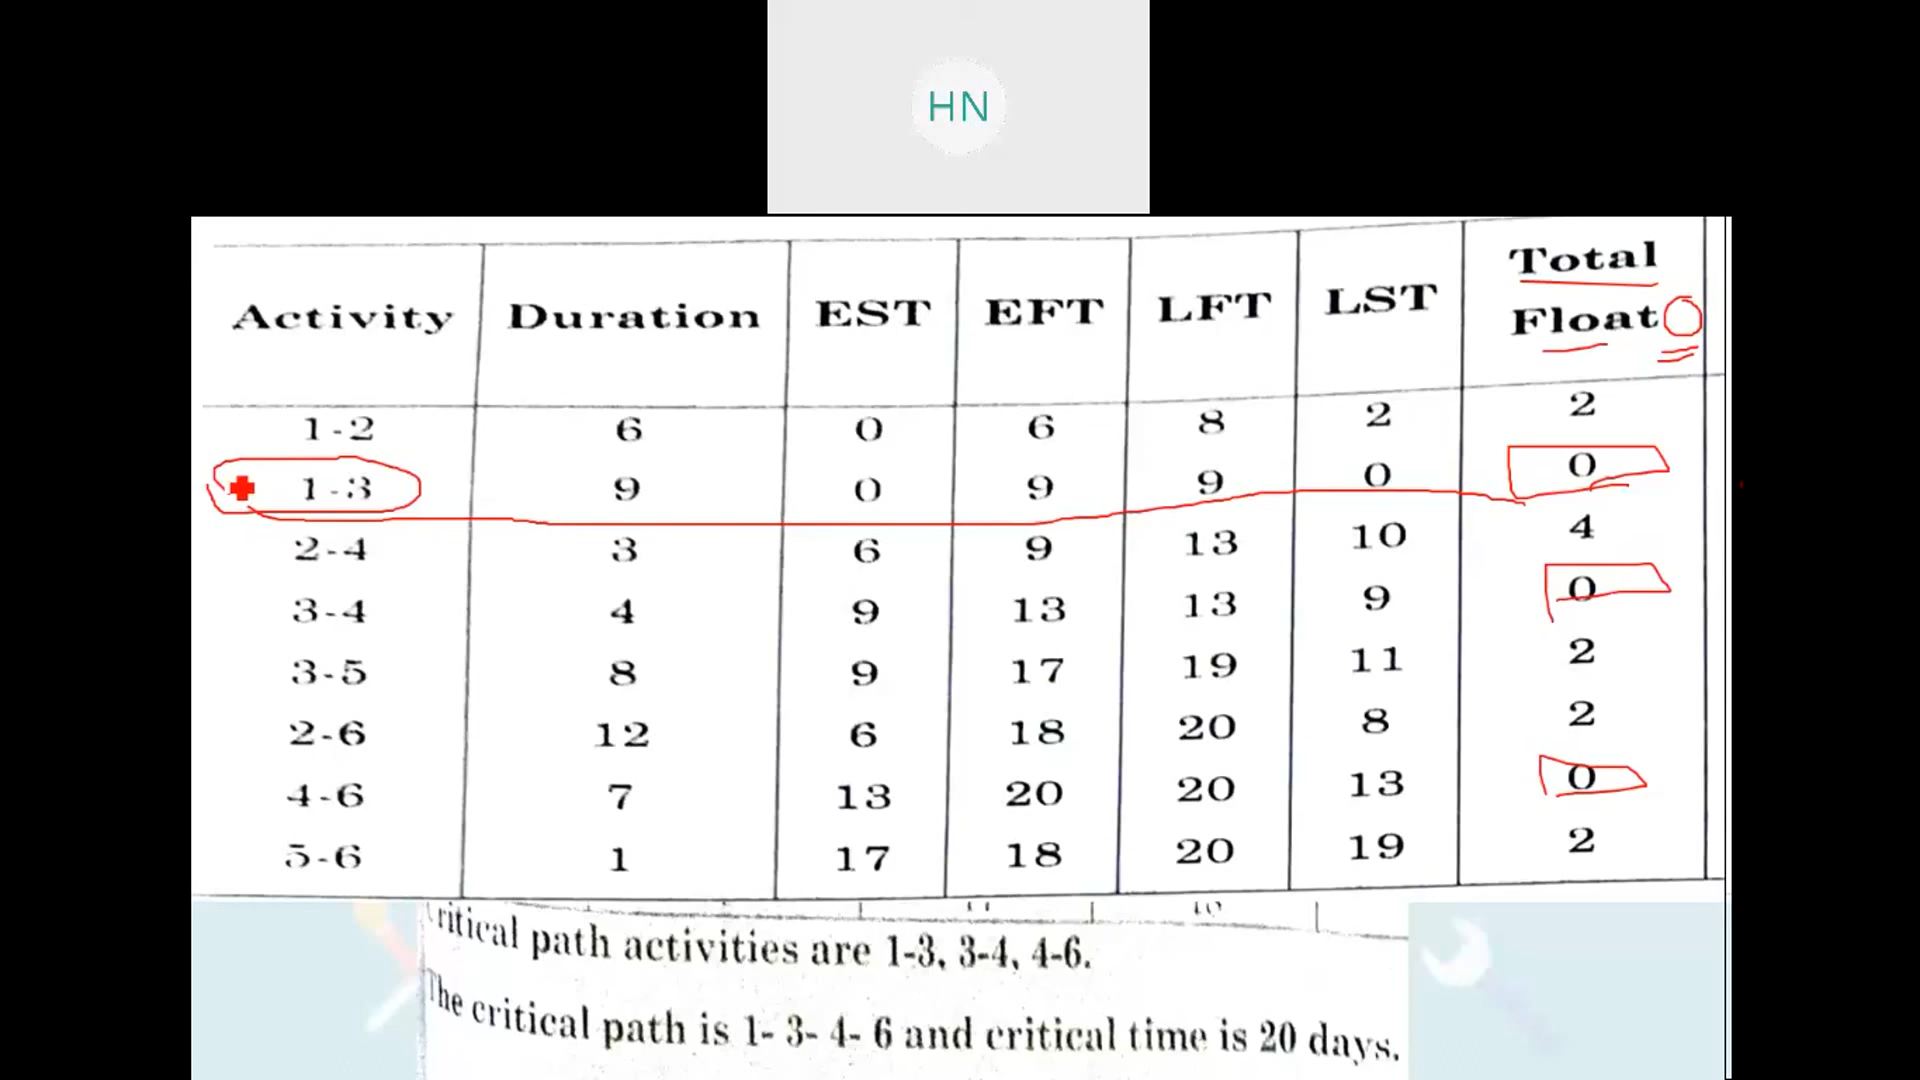 HN
Activity Duration EST EFT LFT LST Total Float
1-2 6 0 6 8 2 2
1-3 9 0 9 9 0 0
2-4 3 6 9 13 10 4
3-4 4 9 13 13 9 0
3-5 8 9 17 19 11 2
2-6 12 6 18 20 8 2
4-6 7 13 20 20 13 0
5-6 1 17 18 20 19 2
ritical path activities are 1-3, 3-4, 4-6.
The critical path is 1- 3- 4- 6 and critical time is 20 days.